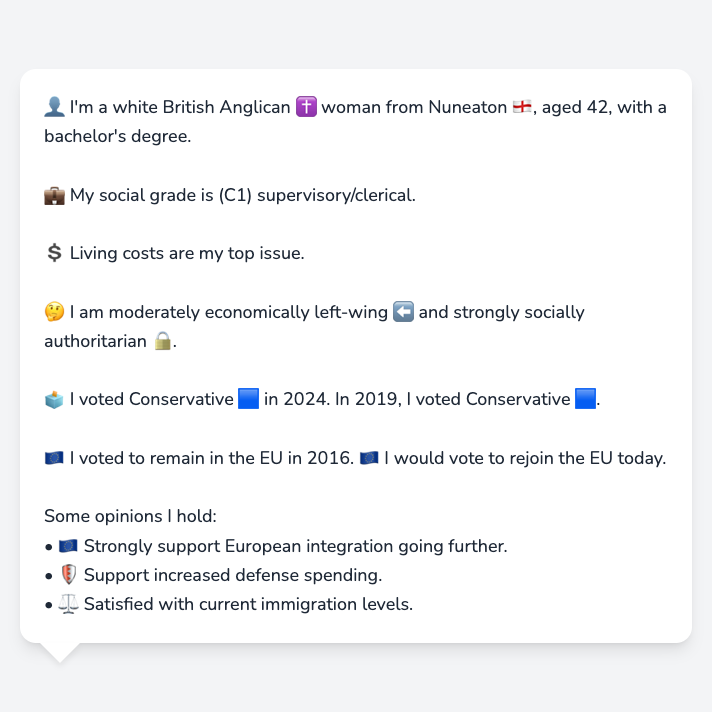 👤 I'm a white British Anglican ✝️ woman from Nuneaton 🏴󠁧󠁢󠁥󠁮󠁧󠁿, aged 42, with a
bachelor's degree.
💼 My social grade is (C1) supervisory/clerical.
💲 Living costs are my top issue.
🤔 I am moderately economically left-wing ⬅️ and strongly socially
authoritarian 🔒.
🗳️ I voted Conservative 🟦 in 2024. In 2019, I voted Conservative 🟦.
🇪🇺 I voted to remain in the EU in 2016. 🇪🇺 I would vote to rejoin the EU today.
Some opinions I hold:
• 🇪🇺 Strongly support European integration going further.
• 🛡️ Support increased defense spending.
• ⚖️ Satisfied with current immigration levels.